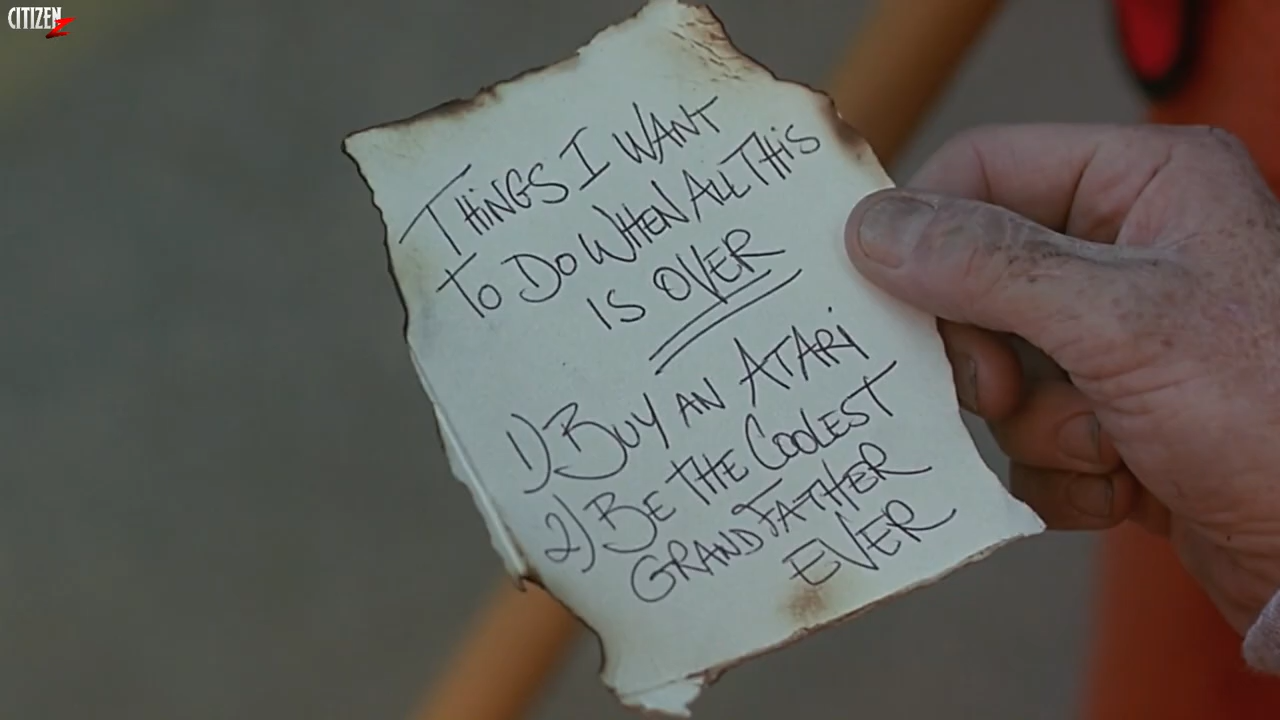 CITIZEN Z
THiNGS I WANT
TO DO WHEN ALL THiS
IS OVER
1) BUY AN ATARi
2) BE THE COOLEST
GRANDFATHER
EVER